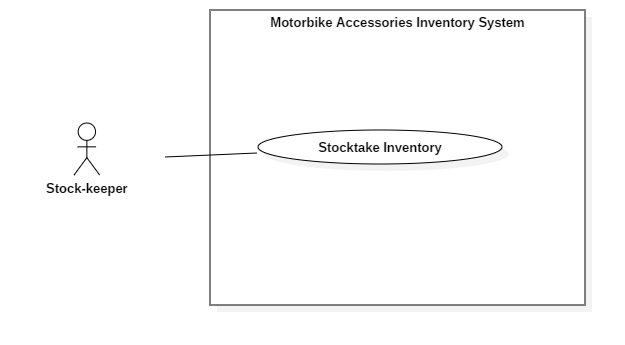 Motorbike Accessories Inventory System
Stocktake Inventory
Stock-keeper